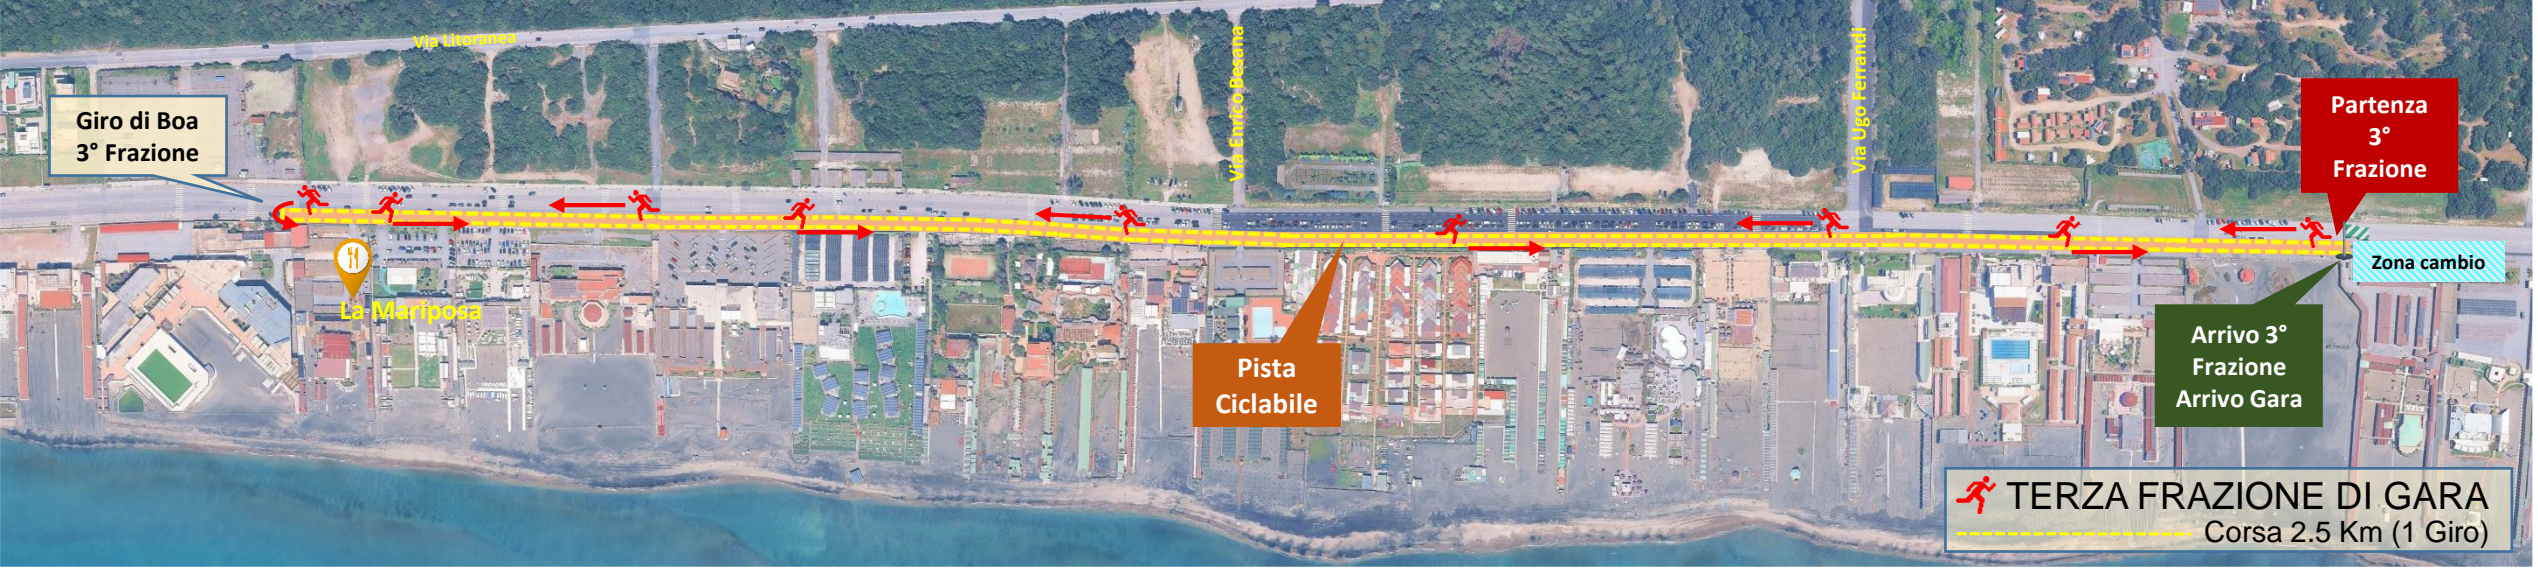 Via Litoranea
Giro di Boa
3° Frazione
La Mariposa
Via Enrico Besana
Pista
Ciclabile
Via Ugo Ferrandi
Partenza
3°
Frazione
Zona cambio
Arrivo 3°
Frazione
Arrivo Gara
TERZA FRAZIONE DI GARA
Corsa 2.5 Km (1 Giro)